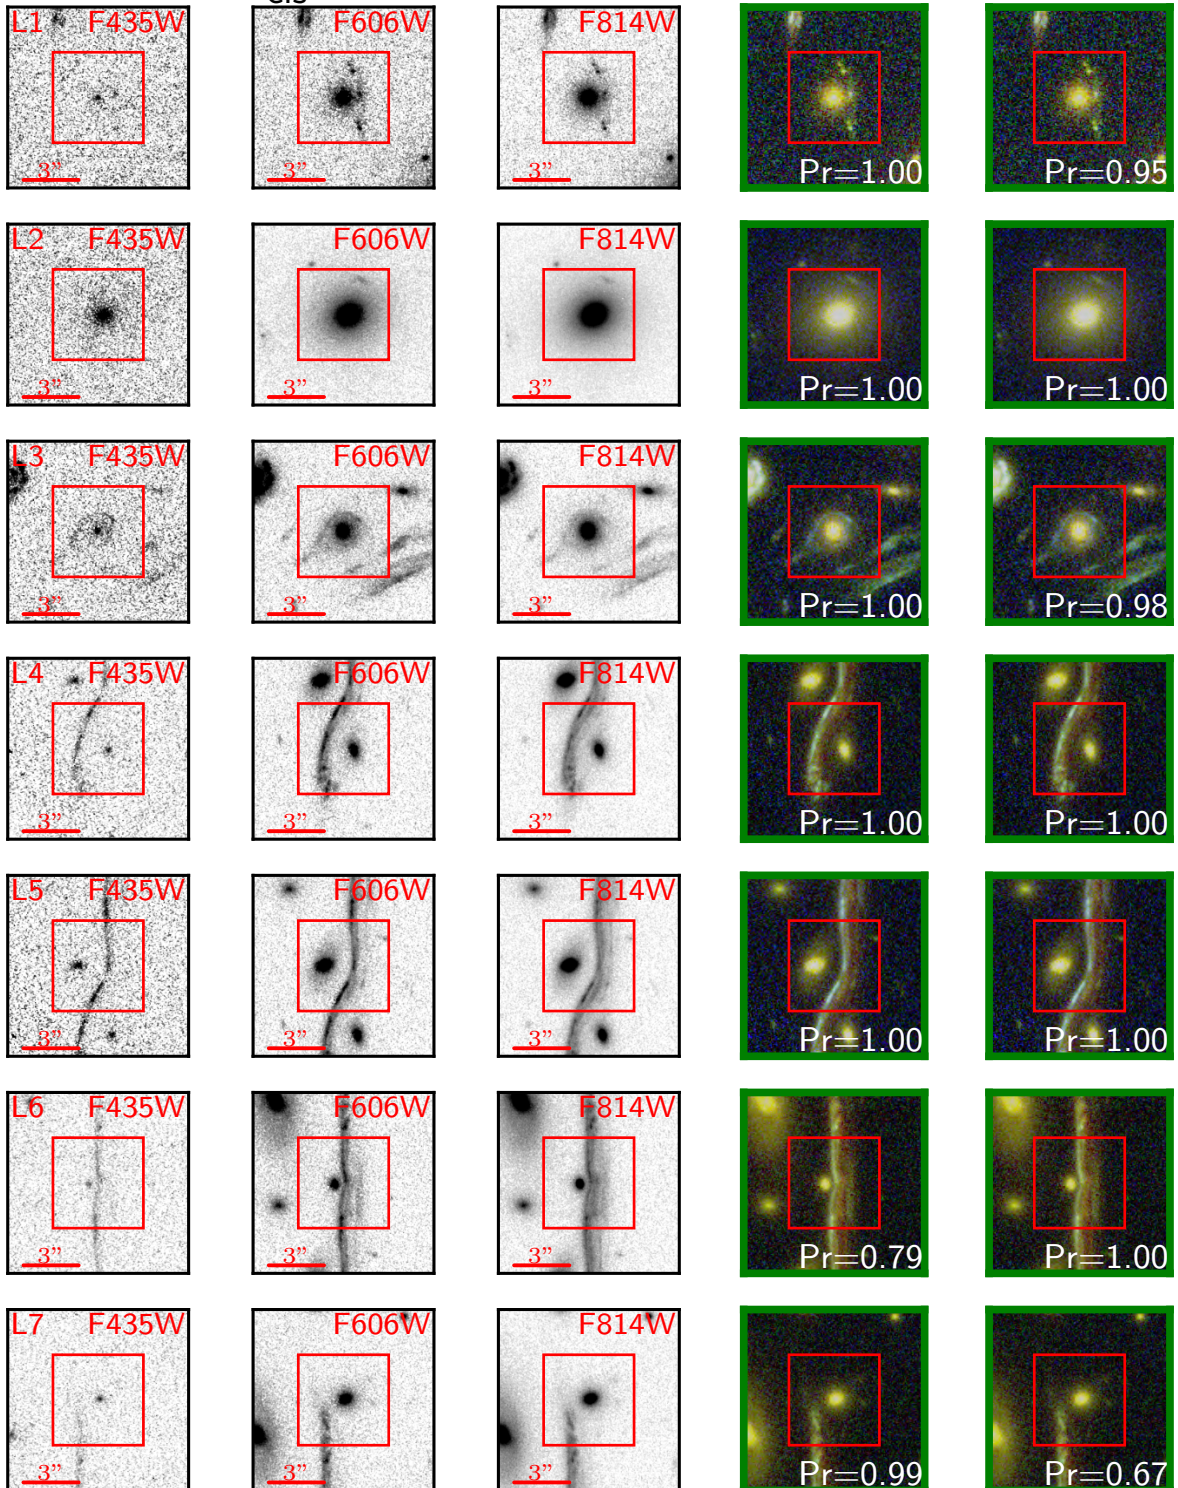 L1 F435W F606W F814W
3” 3” 3” Pr=1.00 Pr=0.95
L2 F435W F606W F814W
3” 3” 3” Pr=1.00 Pr=1.00
L3 F435W F606W F814W
3” 3” 3” Pr=1.00 Pr=0.98
L4 F435W F606W F814W
3” 3” 3” Pr=1.00 Pr=1.00
L5 F435W F606W F814W
3” 3” 3” Pr=1.00 Pr=1.00
L6 F435W F606W F814W
3” 3” 3” Pr=0.79 Pr=1.00
L7 F435W F606W F814W
3” 3” 3” Pr=0.99 Pr=0.67